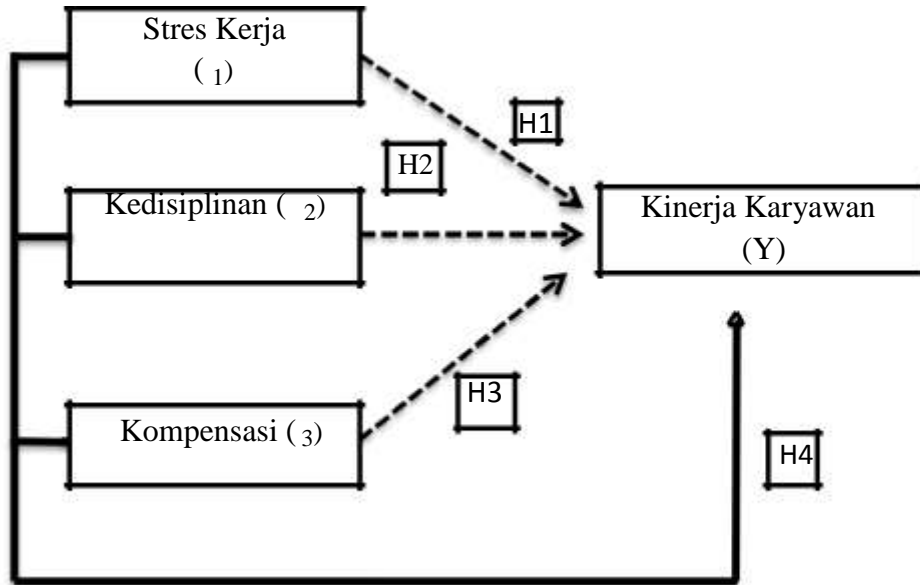 Stres Kerja
( ₁)
H1
H2
Kedisiplinan ( ₂)
Kinerja Karyawan
(Y)
H3
Kompensasi ( ₃)
H4